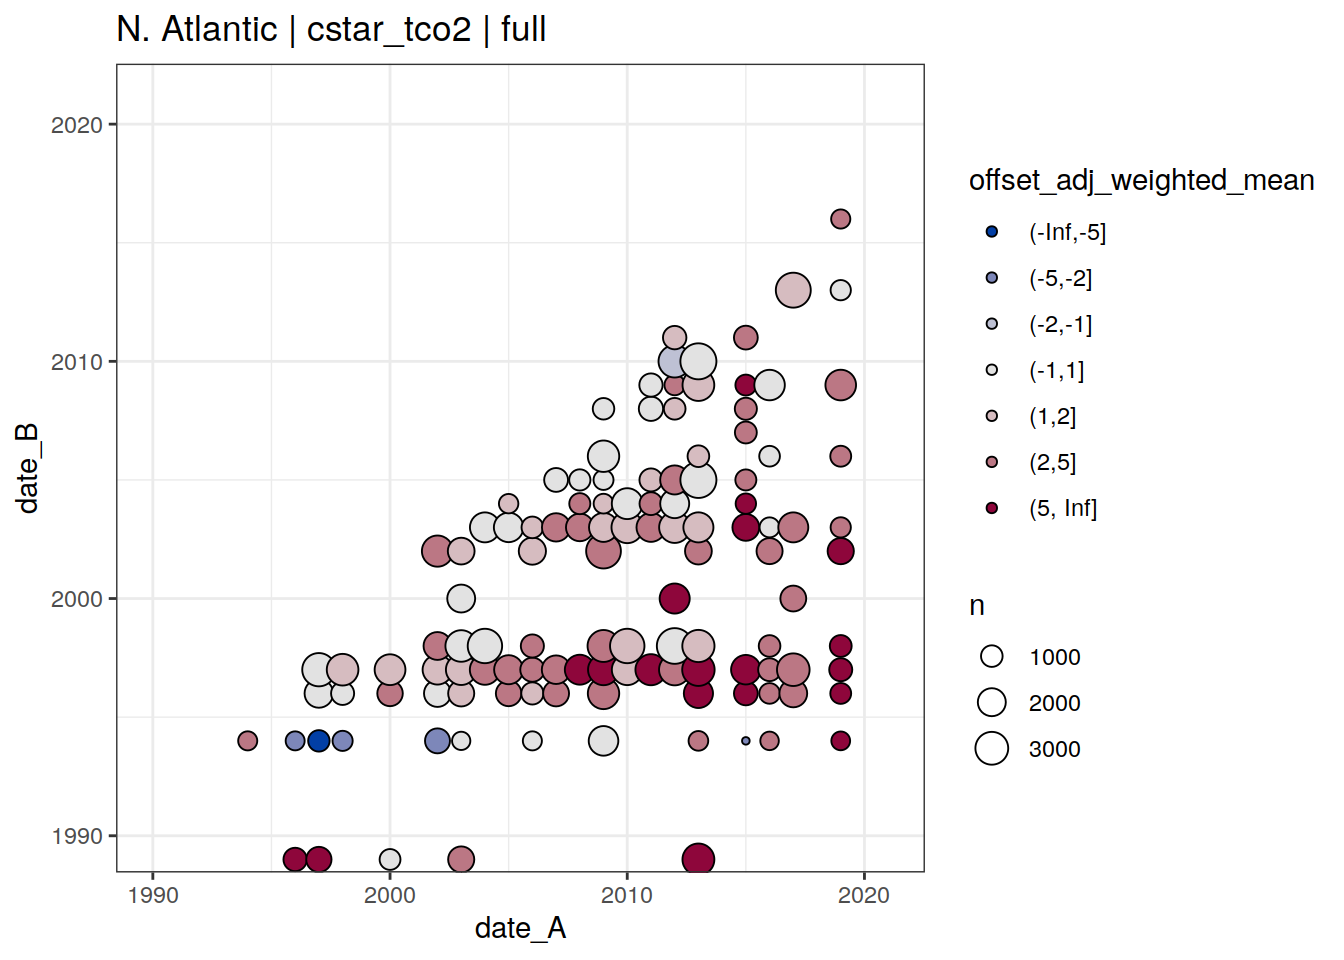 N. Atlantic | cstar_tco2 | full
2020
2010
2000
1990
date_B
1990
2000
2010
2020
date_A
offset_adj_weighted_mean
(-Inf,-5]
(-5,-2]
(-2,-1]
(-1,1]
(1,2]
(2,5]
(5, Inf]
n
1000
2000
3000